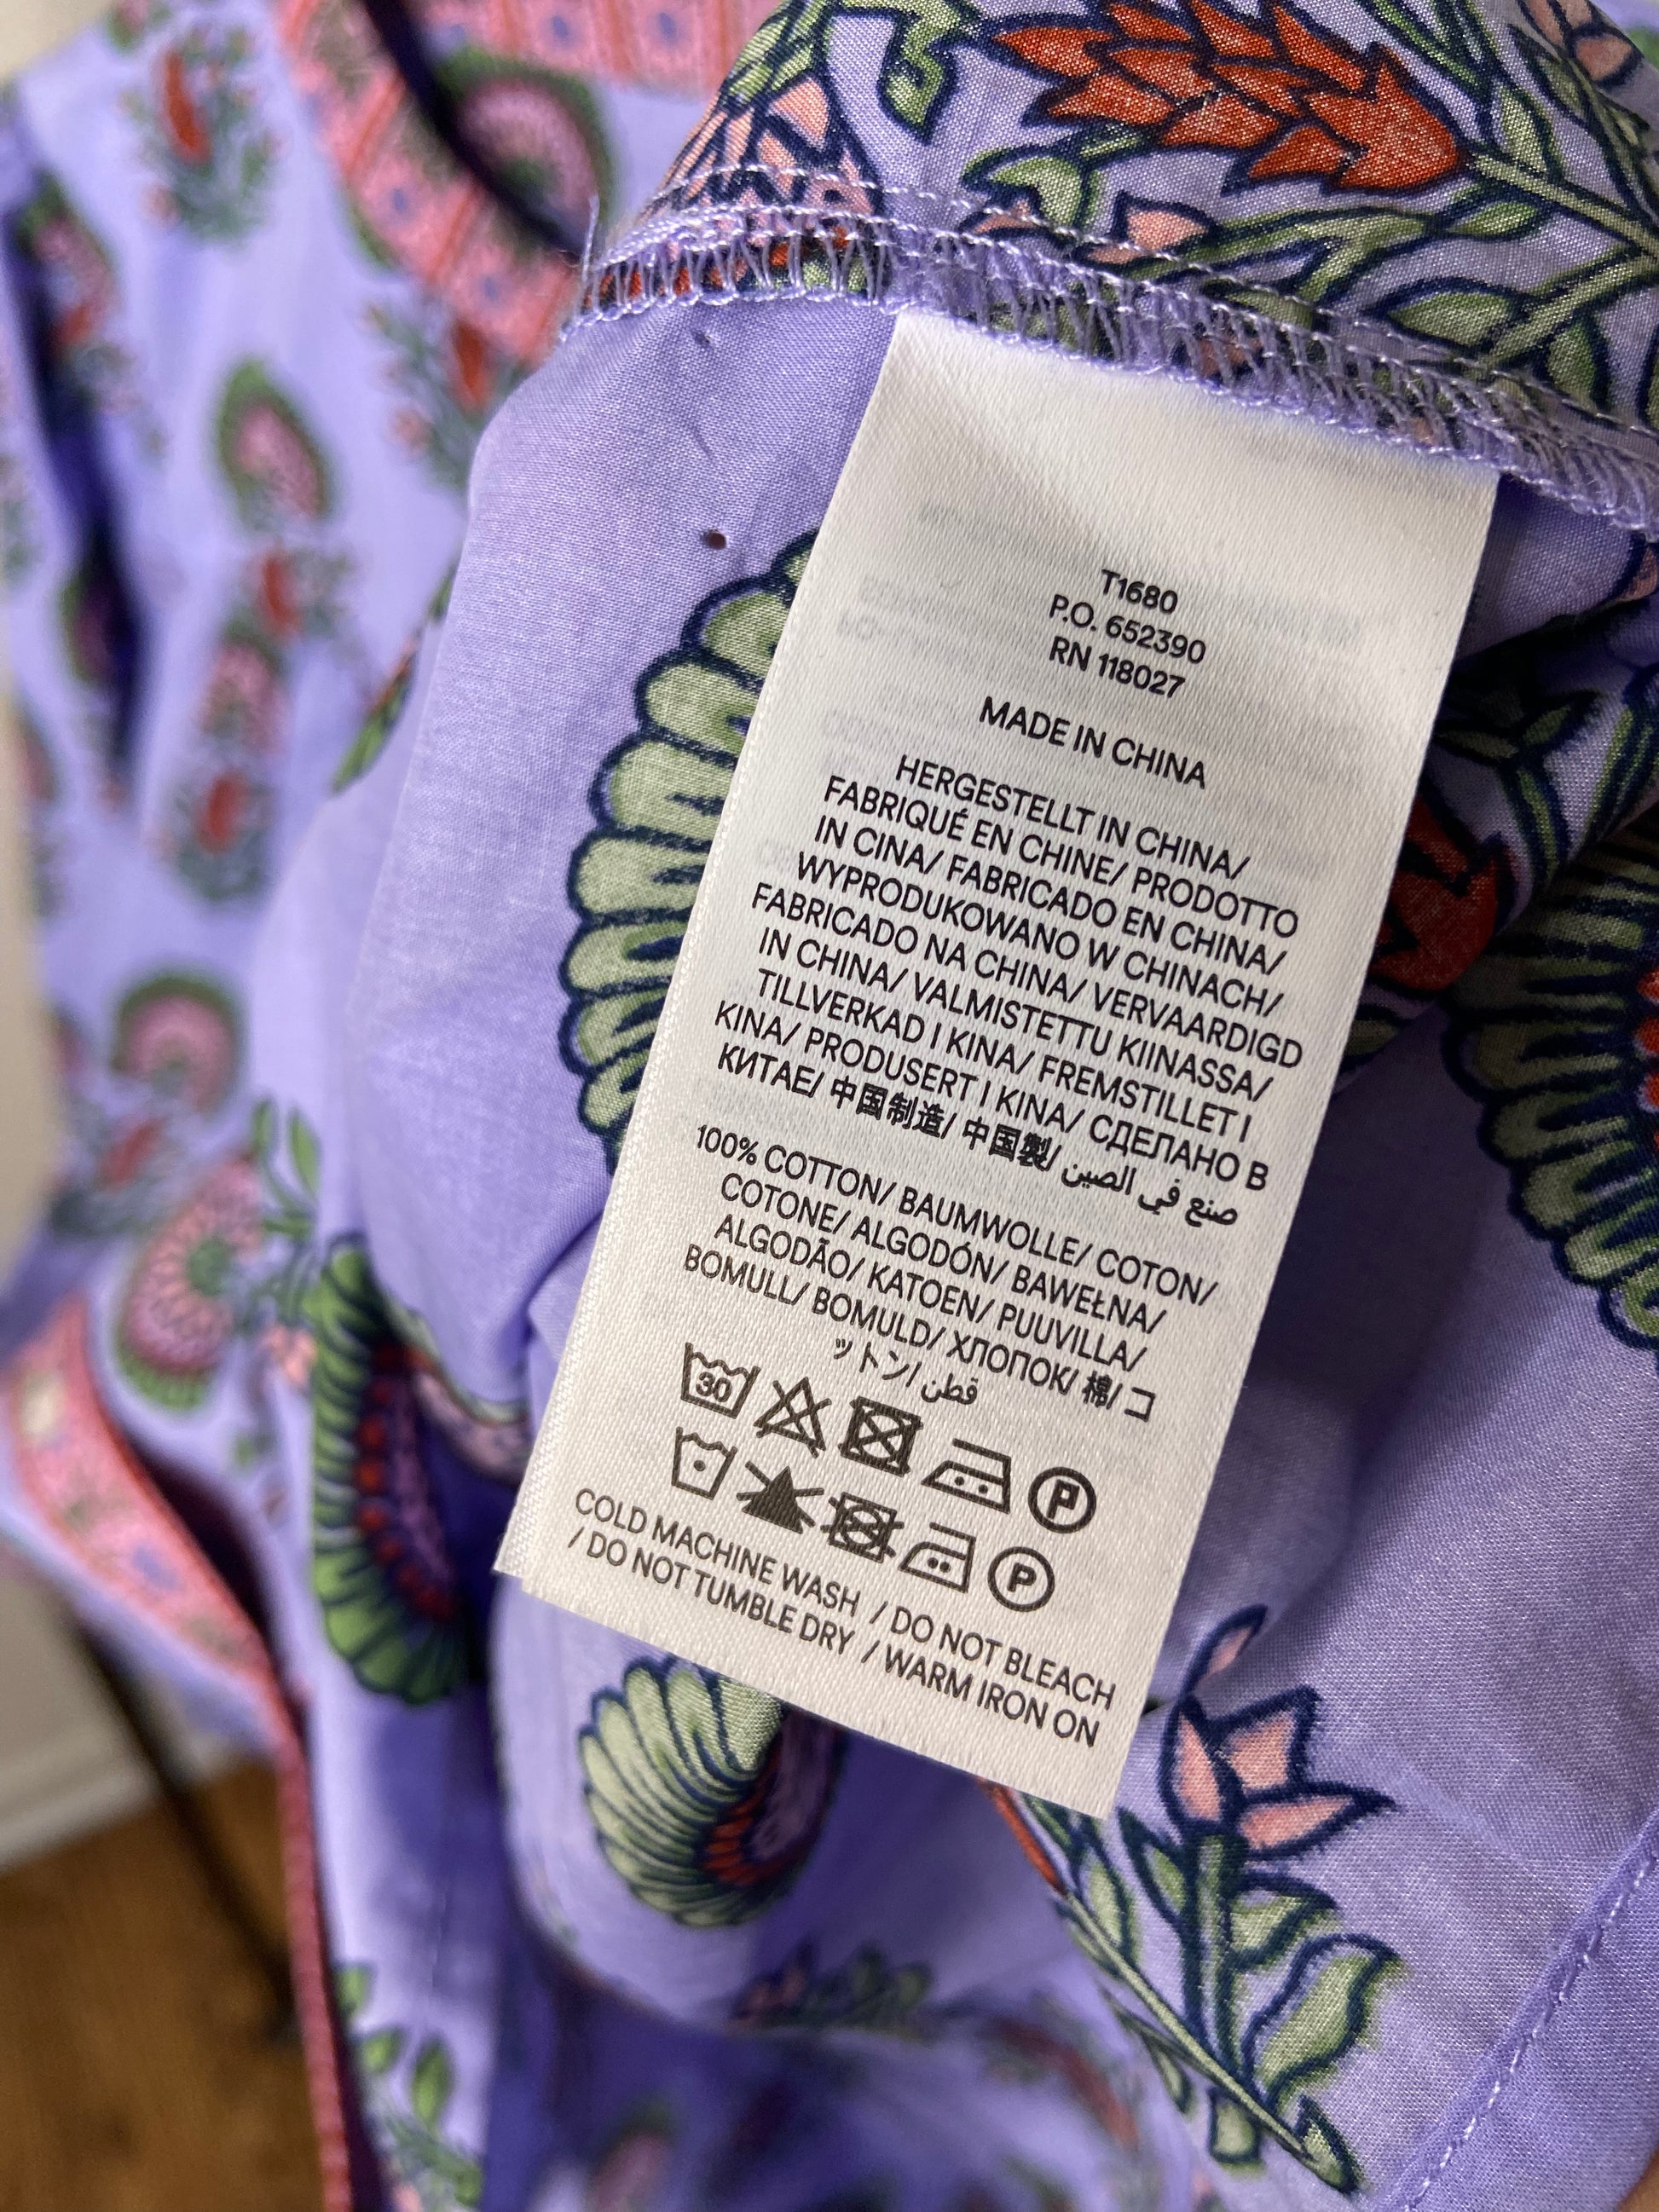 T1680
P.O. 652390
RN 118027
MADE IN CHINA
HERGESTELLT IN CHINA/
FABRIQUÉ EN CHINE/ PRODOTTO
IN CINA/ FABRICADO EN CHINA/
WYPRODUKOWANO W CHINACH/
FABRICADO NA CHINA/ VERVAARDIGD
IN CHINA/ VALMISTETTU KIINASSA/
TILLVERKAD I KINA/ FREMSTILLET I
KINA/ PRODUSERT I KINA/ СДЕЛАНО В
КИТАЕ/ 中国制造/ 中国製/ صنع في الصين
100% COTTON/ BAUMWOLLE/ COTON/
COTONE/ ALGODÓN/ BAWEŁNA/
ALGODÃO/ KATOEN/ PUUVILLA/
BOMULL/ BOMULD/ ХЛОПОК/ 棉/ コ
ットン/ قطن
30 P
P
COLD MACHINE WASH / DO NOT BLEACH
/ DO NOT TUMBLE DRY / WARM IRON ON